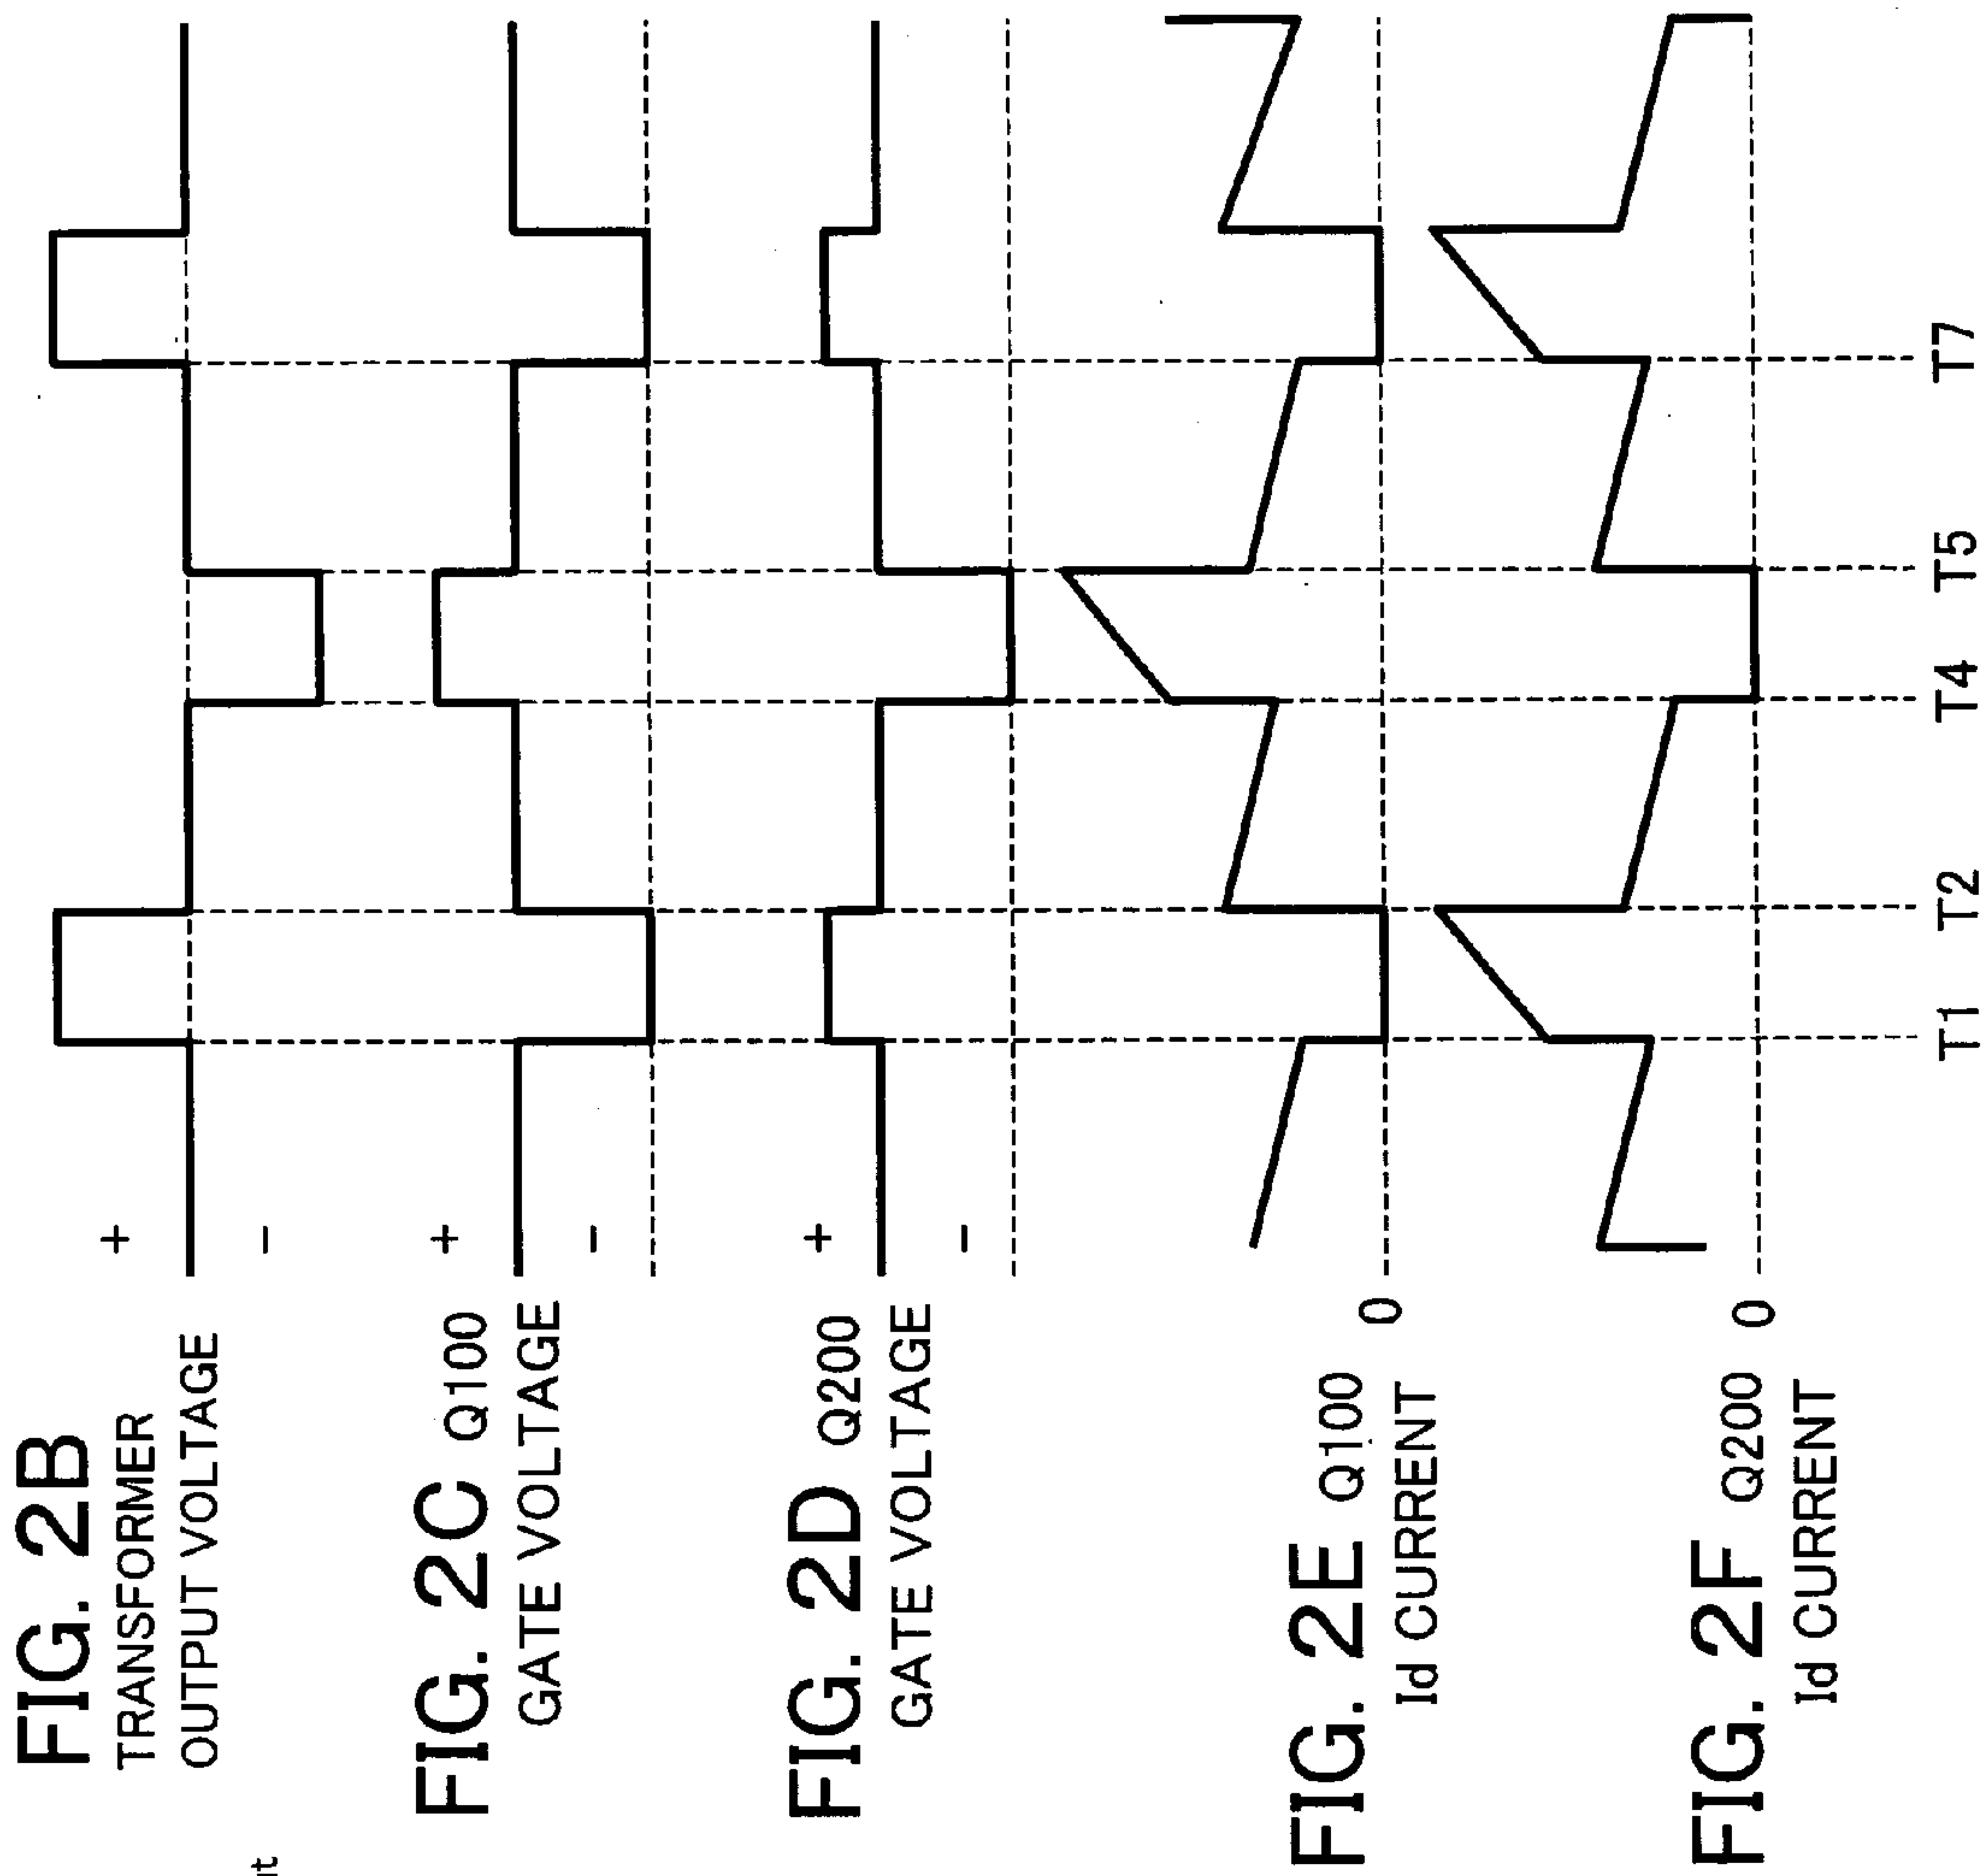 FIG. 2B
TRANSFORMER
OUTPUT VOLTAGE
+
-
FIG. 2C Q100
GATE VOLTAGE
+
-
FIG. 2D Q200
GATE VOLTAGE
+
-
FIG. 2E Q100
Id CURRENT
0
FIG. 2F Q200
Id CURRENT
0
T1 T2 T4 T5 T7